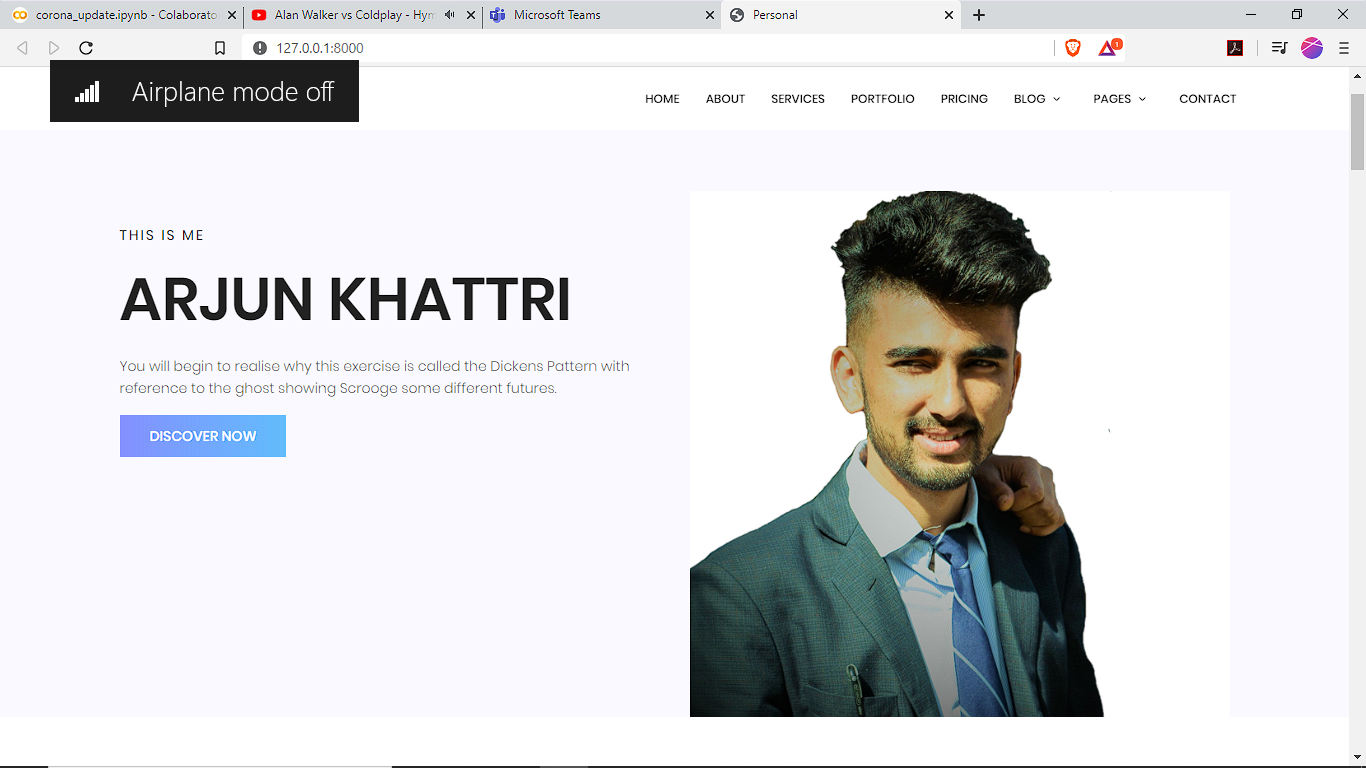 corona_update.ipynb - Colaborato
Alan Walker vs Coldplay - Hym
Microsoft Teams
Personal
127.0.0.1:8000
1
Airplane mode off
HOME ABOUT SERVICES PORTFOLIO PRICING BLOG PAGES CONTACT
THIS IS ME
ARJUN KHATTRI
You will begin to realise why this exercise is called the Dickens Pattern with
reference to the ghost showing Scrooge some different futures.
DISCOVER NOW